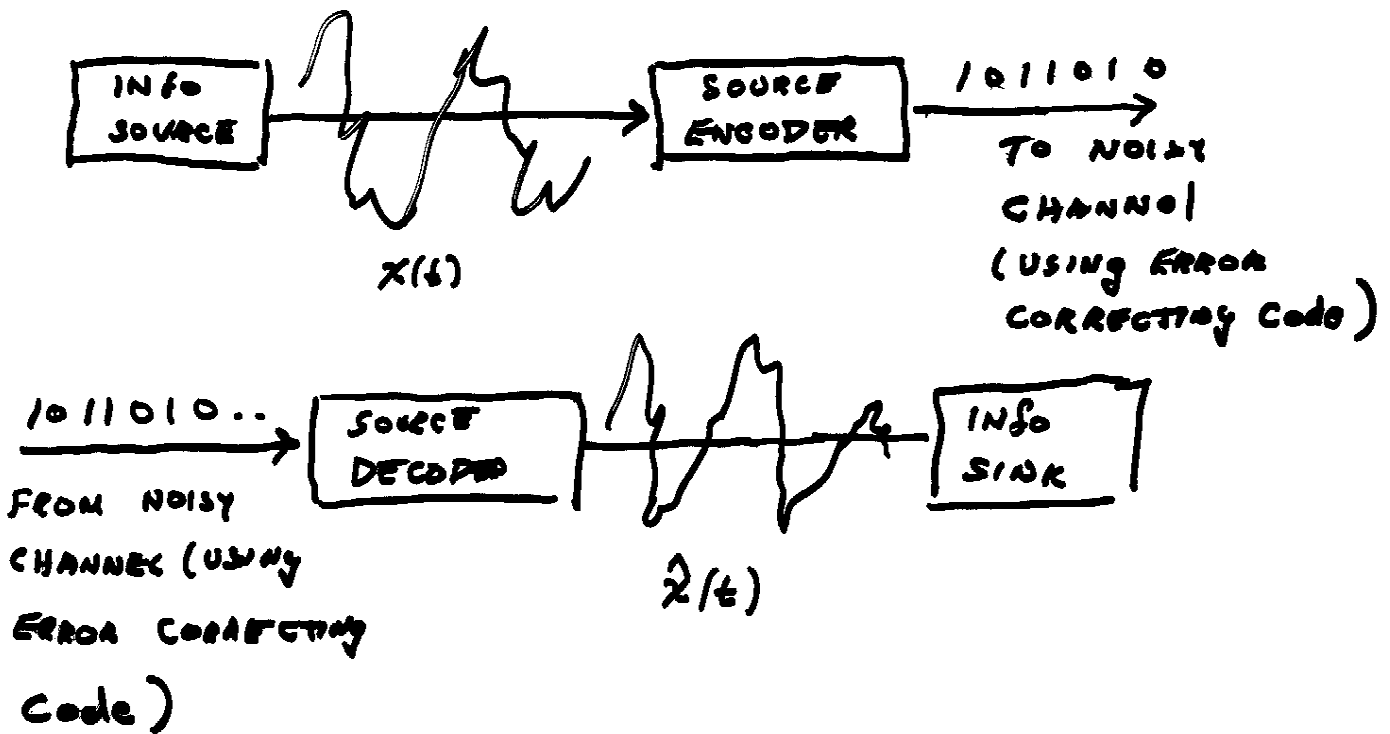 INfo
SOURCE
SOURCE
ENCODER
1011010
TO NOISY
CHANNEl
(USING ERROR
CORRECTING Code)
x(t)
1011010..
SOURCE
DECODER
INfo
SINK
FROM NOISY
CHANNEL (USING
ERROR CORRECTING
Code)
x̂(t)